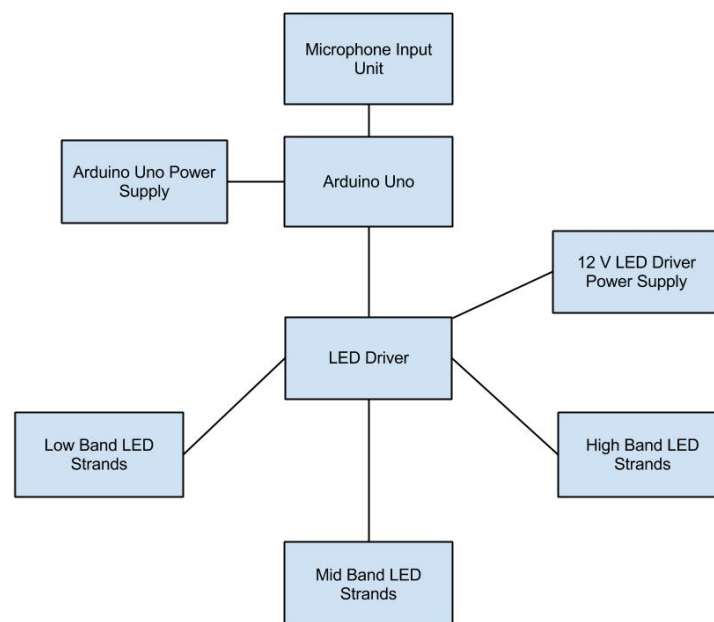 Microphone Input
Unit
Arduino Uno Power
Supply
Arduino Uno
12 V LED Driver
Power Supply
LED Driver
Low Band LED
Strands
High Band LED
Strands
Mid Band LED
Strands